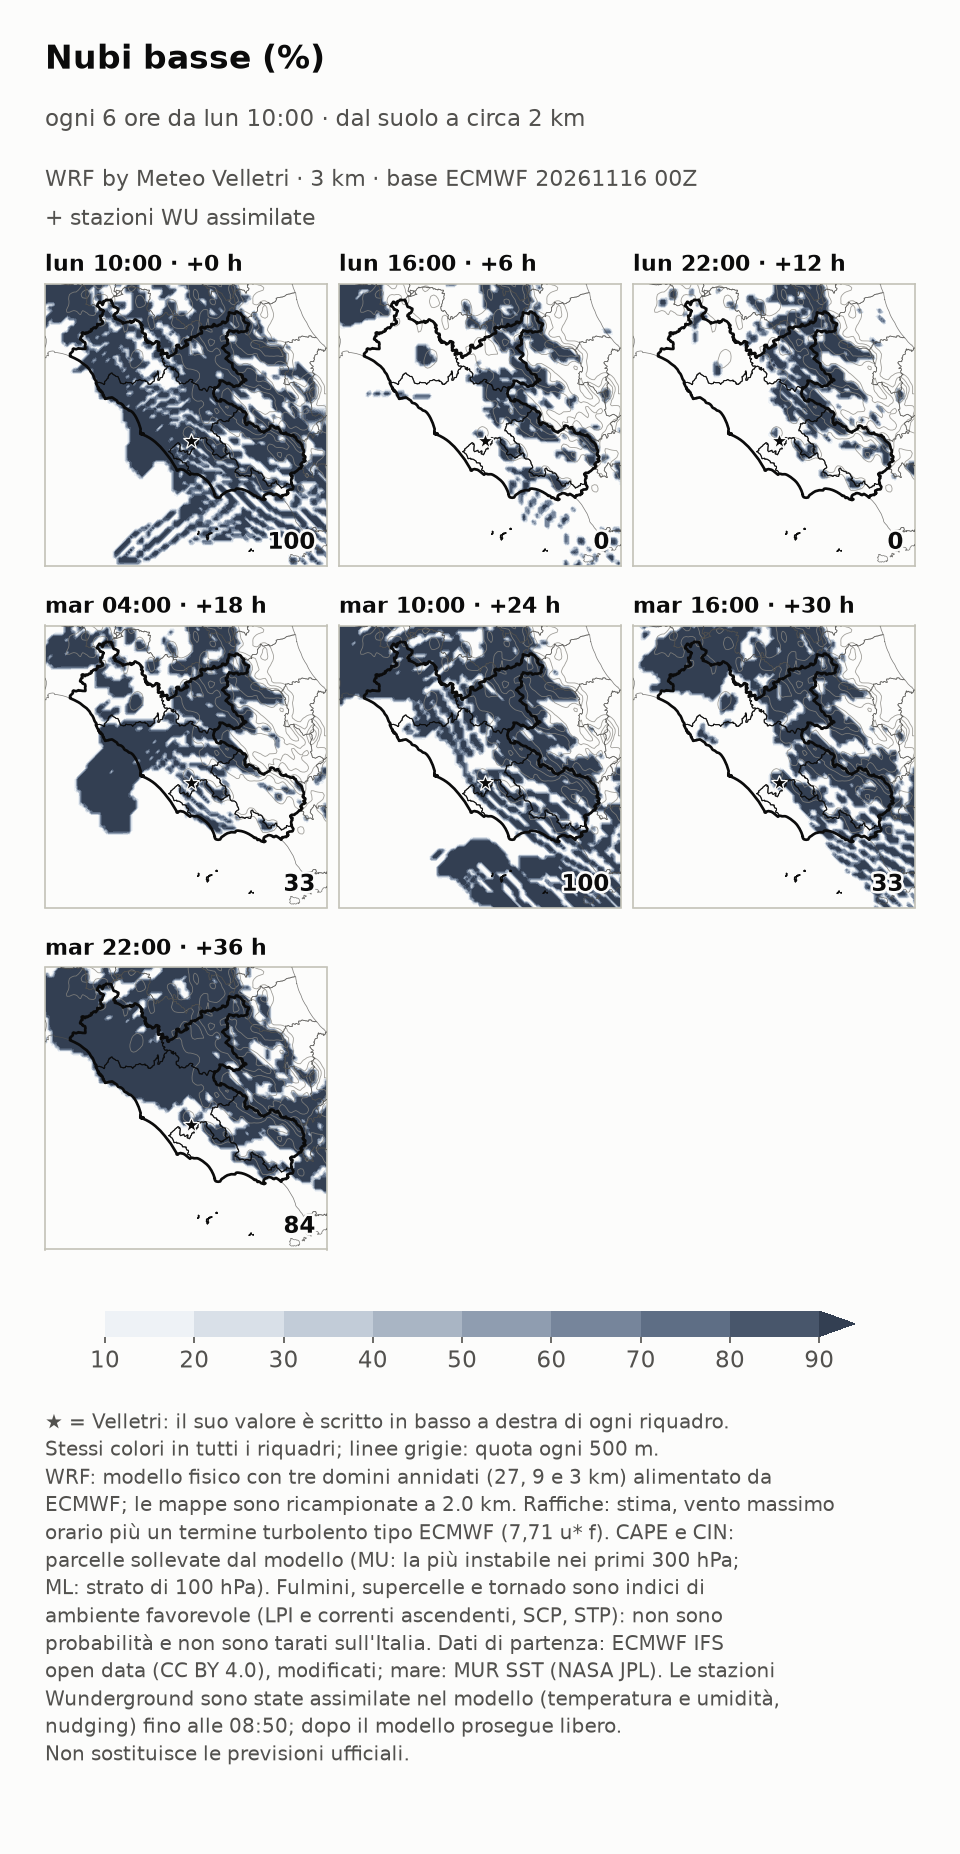 Nubi basse (%)
ogni 6 ore da lun 10:00 · dal suolo a circa 2 km
WRF by Meteo Velletri · 3 km · base ECMWF 20261116 00Z
+ stazioni WU assimilate
lun 10:00 · +0 h
lun 16:00 · +6 h
lun 22:00 · +12 h
100
0
0
mar 04:00 · +18 h
mar 10:00 · +24 h
mar 16:00 · +30 h
33
100
33
mar 22:00 · +36 h
84
10 20 30 40 50 60 70 80 90
★ = Velletri: il suo valore è scritto in basso a destra di ogni riquadro.
Stessi colori in tutti i riquadri; linee grigie: quota ogni 500 m.
WRF: modello fisico con tre domini annidati (27, 9 e 3 km) alimentato da
ECMWF; le mappe sono ricampionate a 2.0 km. Raffiche: stima, vento massimo
orario più un termine turbolento tipo ECMWF (7,71 u* f). CAPE e CIN:
parcelle sollevate dal modello (MU: la più instabile nei primi 300 hPa;
ML: strato di 100 hPa). Fulmini, supercelle e tornado sono indici di
ambiente favorevole (LPI e correnti ascendenti, SCP, STP): non sono
probabilità e non sono tarati sull'Italia. Dati di partenza: ECMWF IFS
open data (CC BY 4.0), modificati; mare: MUR SST (NASA JPL). Le stazioni
Wunderground sono state assimilate nel modello (temperatura e umidità,
nudging) fino alle 08:50; dopo il modello prosegue libero.
Non sostituisce le previsioni ufficiali.